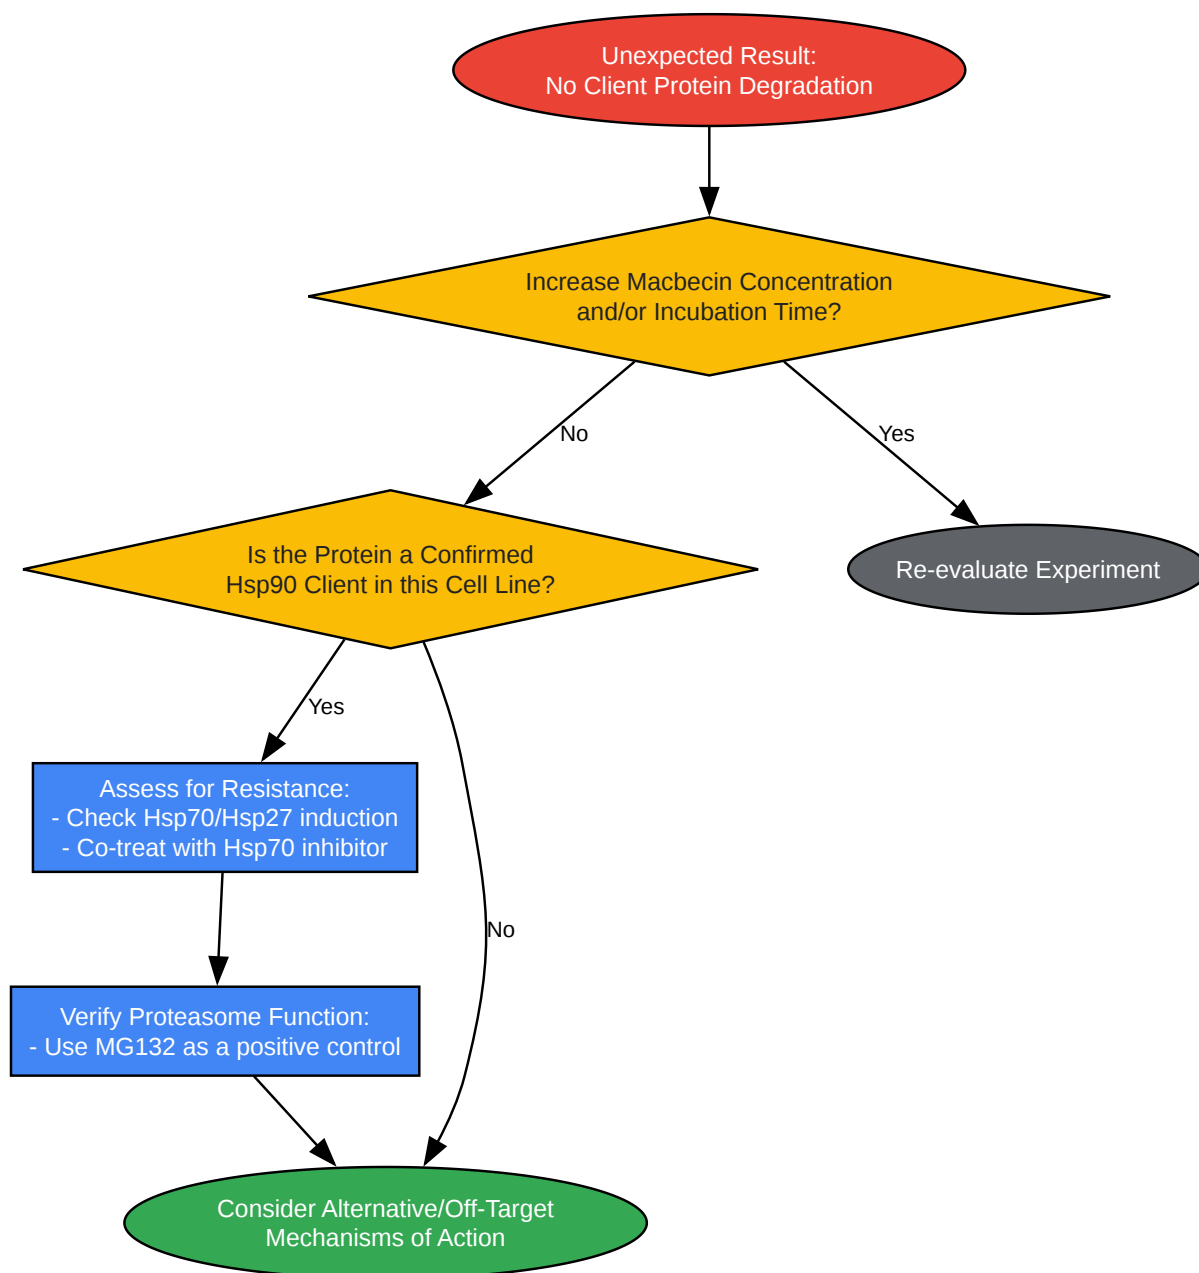 Unexpected Result:
No Client Protein Degradation
Increase Macbecin Concentration
and/or Incubation Time?
No
Yes
Is the Protein a Confirmed
Hsp90 Client in this Cell Line?
Re-evaluate Experiment
Yes
Assess for Resistance:
- Check Hsp70/Hsp27 induction
- Co-treat with Hsp70 inhibitor
No
Verify Proteasome Function:
- Use MG132 as a positive control
Consider Alternative/Off-Target
Mechanisms of Action